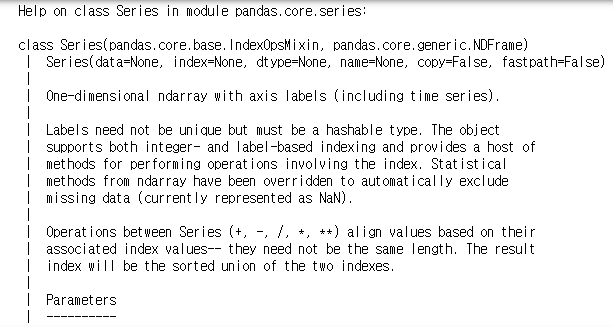 Help on class Series in module pandas.core.series:

class Series(pandas.core.base.IndexOpsMixin, pandas.core.generic.NDFrame)
 |  Series(data=None, index=None, dtype=None, name=None, copy=False, fastpath=False)
 |
 |  One-dimensional ndarray with axis labels (including time series).
 |
 |  Labels need not be unique but must be a hashable type. The object
 |  supports both integer- and label-based indexing and provides a host of
 |  methods for performing operations involving the index. Statistical
 |  methods from ndarray have been overridden to automatically exclude
 |  missing data (currently represented as NaN).
 |
 |  Operations between Series (+, -, /, *, **) align values based on their
 |  associated index values-- they need not be the same length. The result
 |  index will be the sorted union of the two indexes.
 |
 |  Parameters
 |  ----------